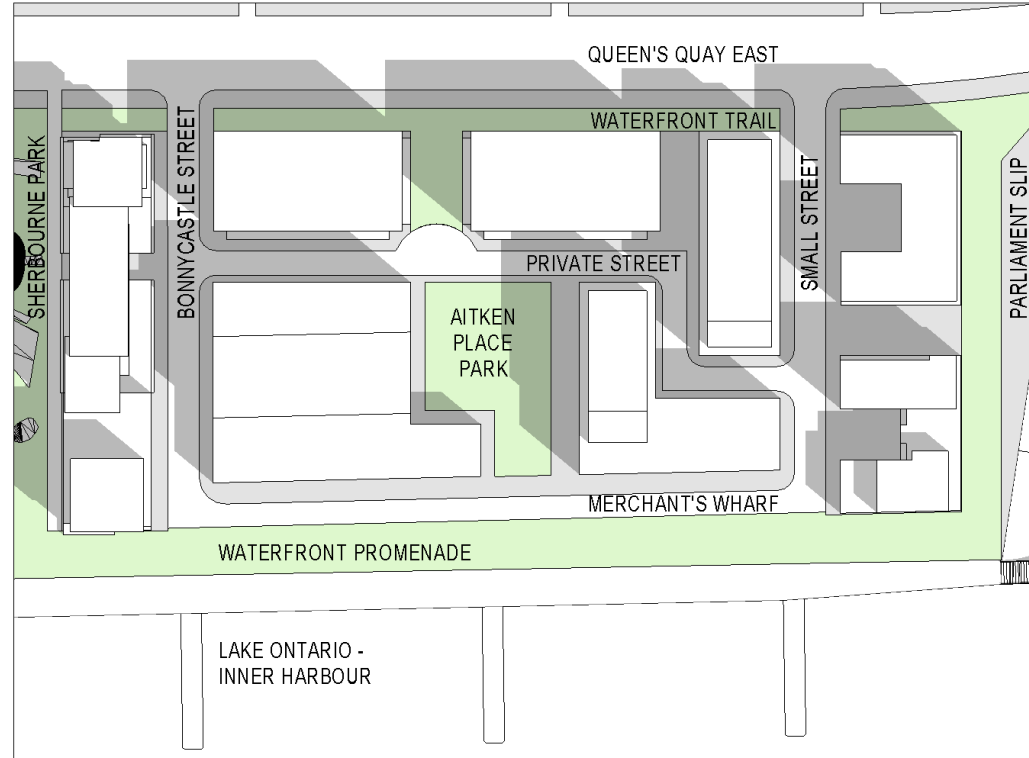 QUEEN'S QUAY EAST
WATERFRONT TRAIL
SHERBOURNE PARK
BONNYCASTLE STREET
SMALL STREET
PARLIAMENT SLIP
PRIVATE STREET
AITKEN
PLACE
PARK
MERCHANT'S WHARF
WATERFRONT PROMENADE
LAKE ONTARIO -
INNER HARBOUR